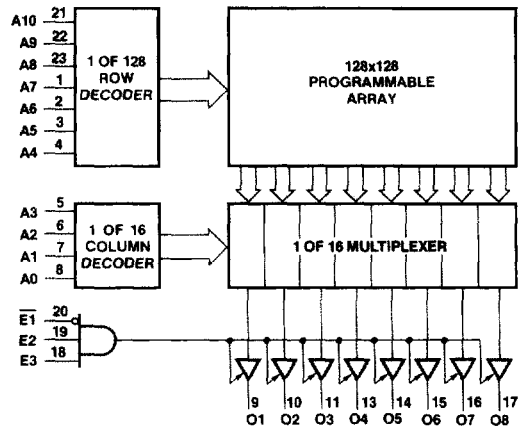 A10 21
A9 22
A8 23
A7 1
A6 2
A5 3
A4 4
1 OF 128
ROW
DECODER
128x128
PROGRAMMABLE
ARRAY
A3 5
A2 6
A1 7
A0 8
1 OF 16
COLUMN
DECODER
1 OF 16 MULTIPLEXER
E1 20
E2 19
E3 18
9 10 11 13 14 15 16 17
O1 O2 O3 O4 O5 O6 O7 O8